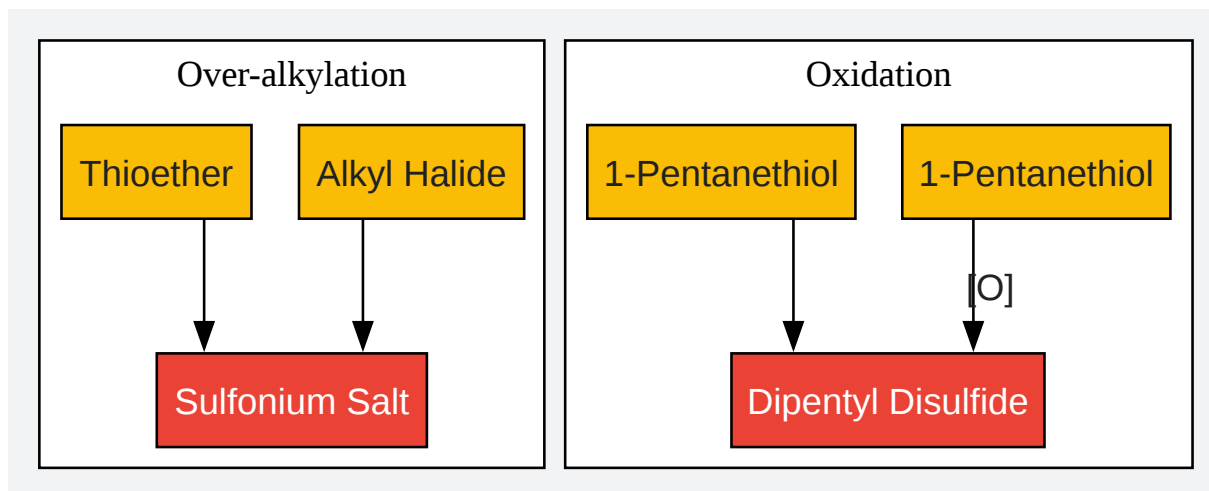 Over-alkylation
Thioether
Alkyl Halide
Sulfonium Salt
Oxidation
1-Pentanethiol
1-Pentanethiol
[O]
Dipentyl Disulfide